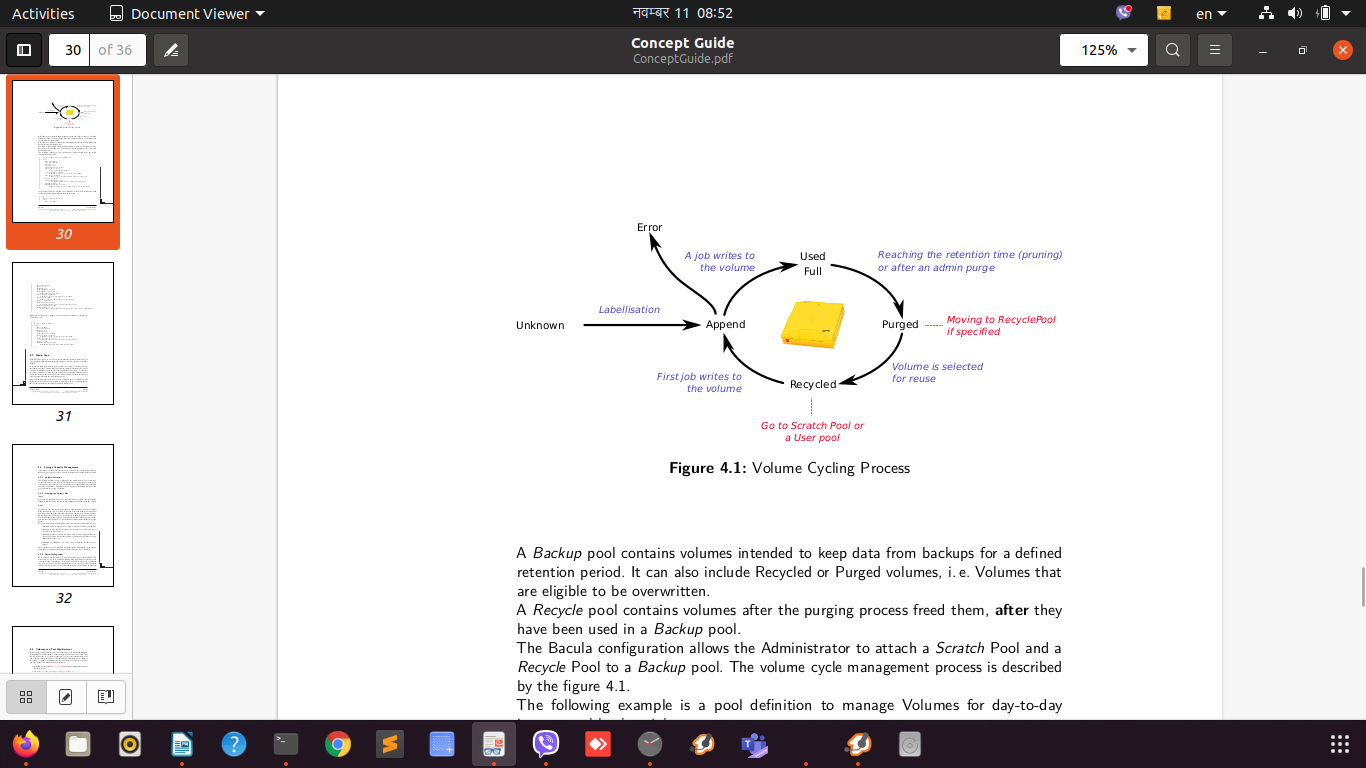 Activities
Document Viewer
नवम्बर 11 08:52
en
30 of 36
Concept Guide
ConceptGuide.pdf
125%
30
31
32
Error
A job writes to
the volume
Used
Full
Reaching the retention time (pruning)
or after an admin purge
Labellisation
Unknown
Append
Purged
Moving to RecyclePool
if specified
First job writes to
the volume
Recycled
Volume is selected
for reuse
Go to Scratch Pool or
a User pool
Figure 4.1: Volume Cycling Process
A Backup pool contains volumes intended to keep data from backups for a defined
retention period. It can also include Recycled or Purged volumes, i. e. Volumes that
are eligible to be overwritten.
A Recycle pool contains volumes after the purging process freed them, after they
have been used in a Backup pool.
The Bacula configuration allows the Administrator to attach a Scratch Pool and a
Recycle Pool to a Backup pool. The volume cycle management process is described
by the figure 4.1.
The following example is a pool definition to manage Volumes for day-to-day